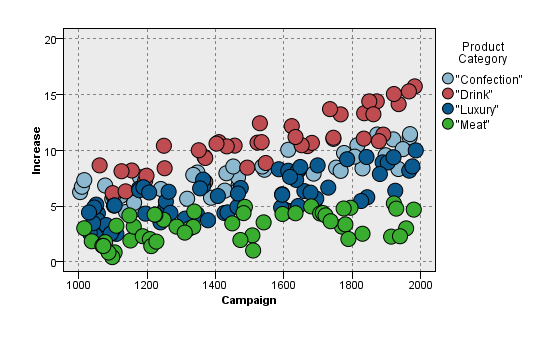 Product
Category
"Confection"
"Drink"
"Luxury"
"Meat"
Increase
20
15
10
5
0
1000 1200 1400 1600 1800 2000
Campaign